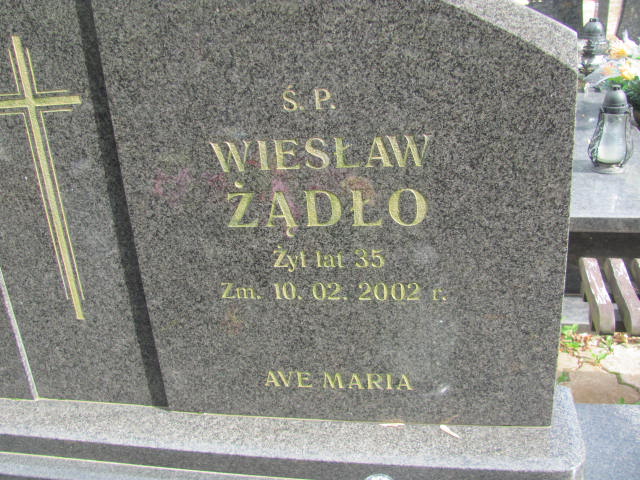 Ś. P.
WIESŁAW
ŻĄDŁO
Żył lat 35
Zm. 10. 02. 2002 r.
AVE MARIA